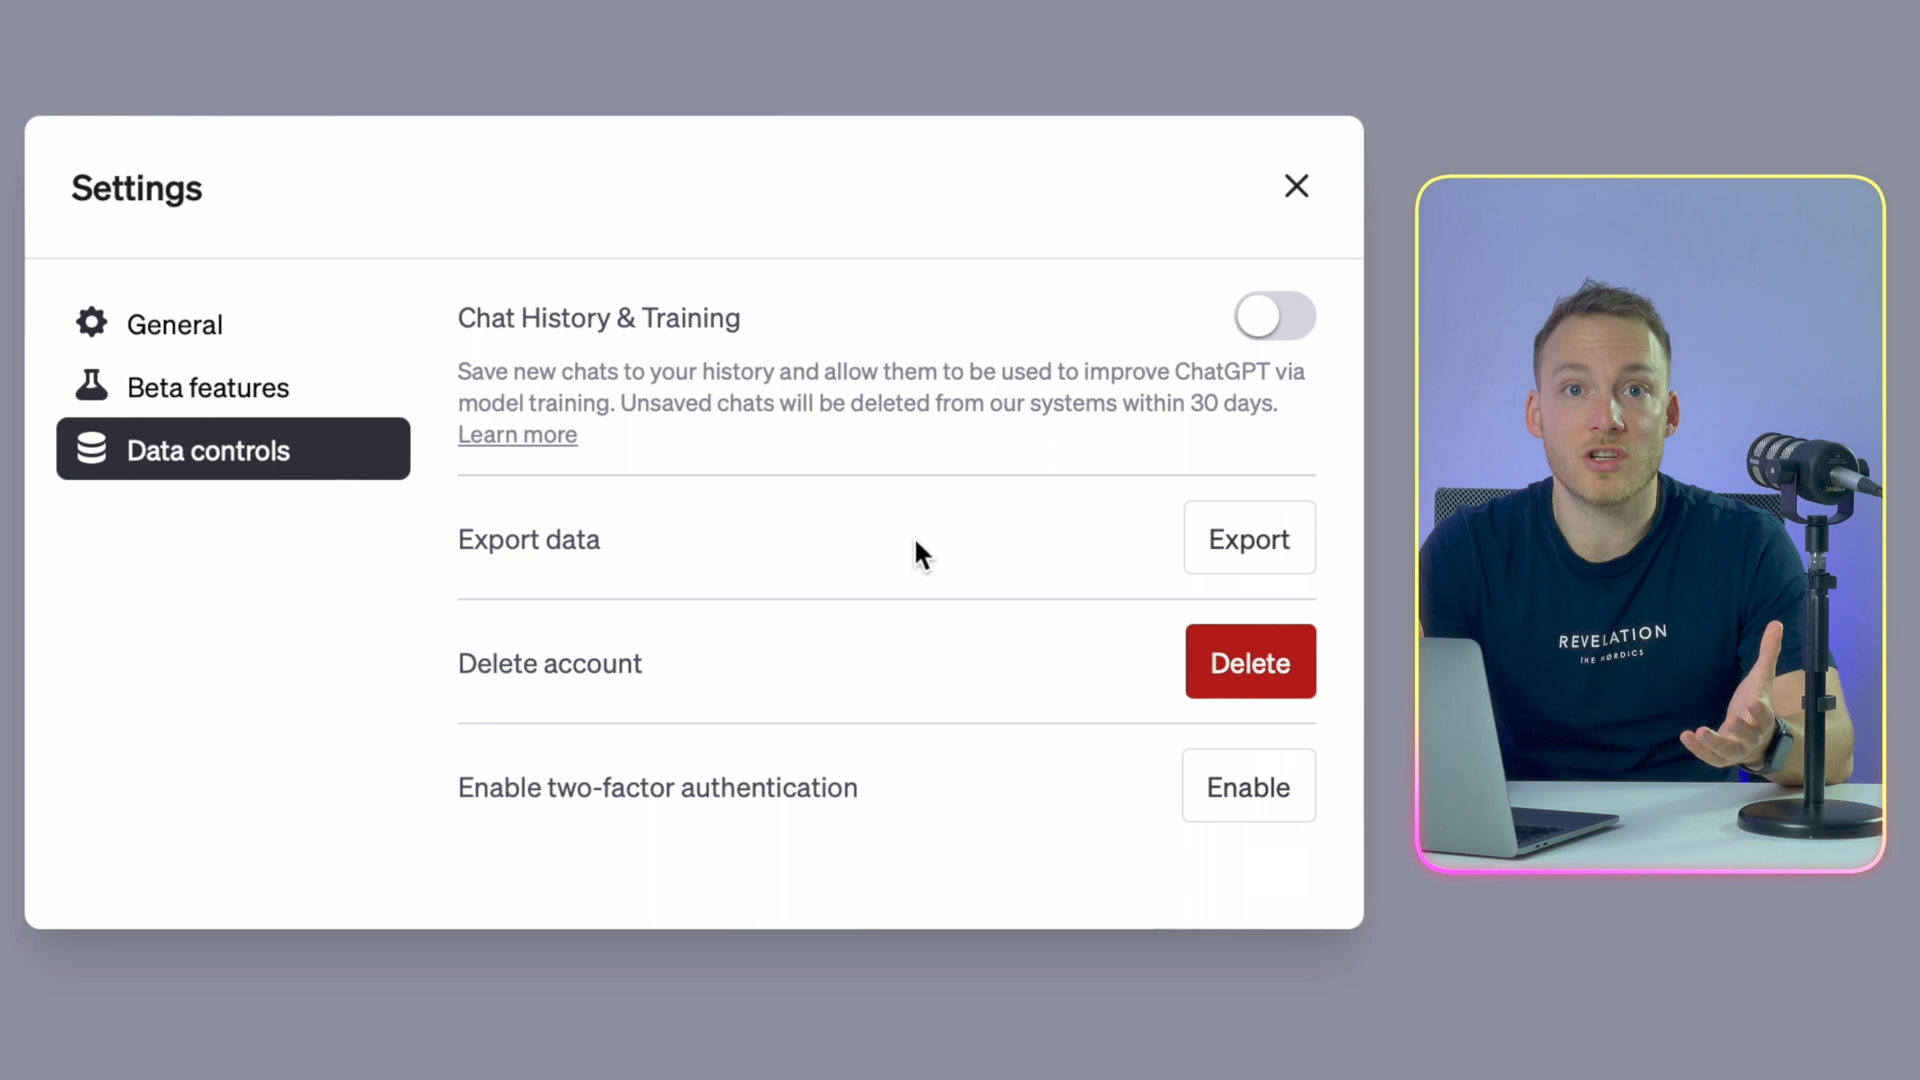 Settings
General
Beta features
Data controls
Chat History & Training
Save new chats to your history and allow them to be used to improve ChatGPT via
model training. Unsaved chats will be deleted from our systems within 30 days.
Learn more
Export data
Export
Delete account
Delete
Enable two-factor authentication
Enable
REVELATION
THE NØRDICS